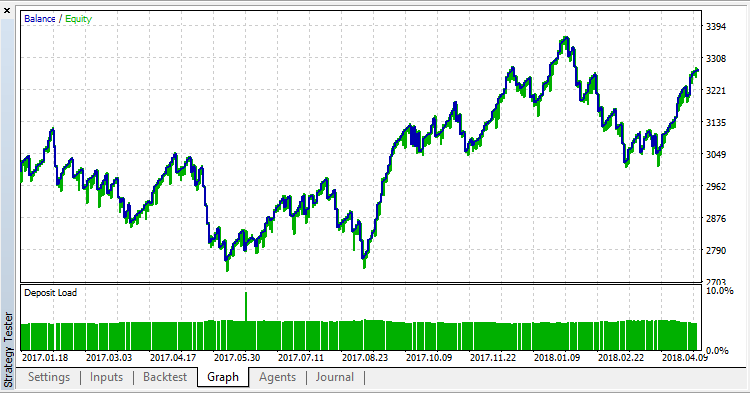 Balance / Equity
3394
3308
3221
3135
3049
2962
2876
2790
2703
Deposit Load
10.0%
0.0%
2017.01.18 2017.03.03 2017.04.17 2017.05.30 2017.07.11 2017.08.23 2017.10.09 2017.11.22 2018.01.09 2018.02.22 2018.04.09
Strategy Tester
Settings Inputs Backtest Graph Agents Journal